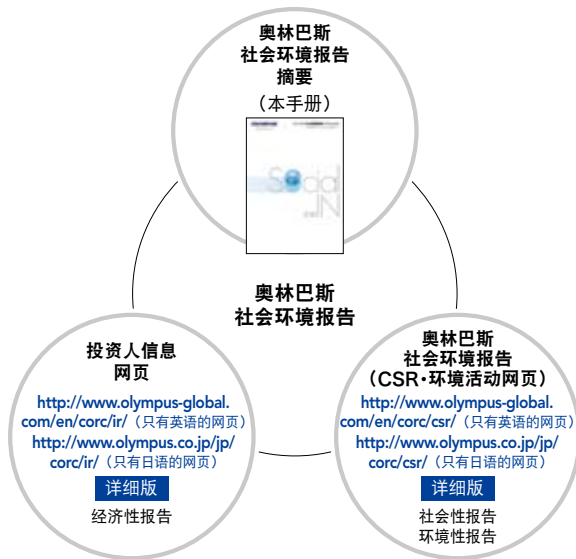 奥林巴斯
社会环境报告
摘要
（本手册）
Social
IN
奥林巴斯
社会环境报告
投资人信息
网页
http://www.olympus-global.
com/en/corc/ir/（只有英语的网页）
http://www.olympus.co.jp/jp/
corc/ir/（只有日语的网页）
详细版
经济性报告
奥林巴斯
社会环境报告
（CSR·环境活动网页）
http://www.olympus-global.
com/en/corc/csr/（只有英语的网页）
http://www.olympus.co.jp/jp/
corc/csr/（只有日语的网页）
详细版
社会性报告
环境性报告